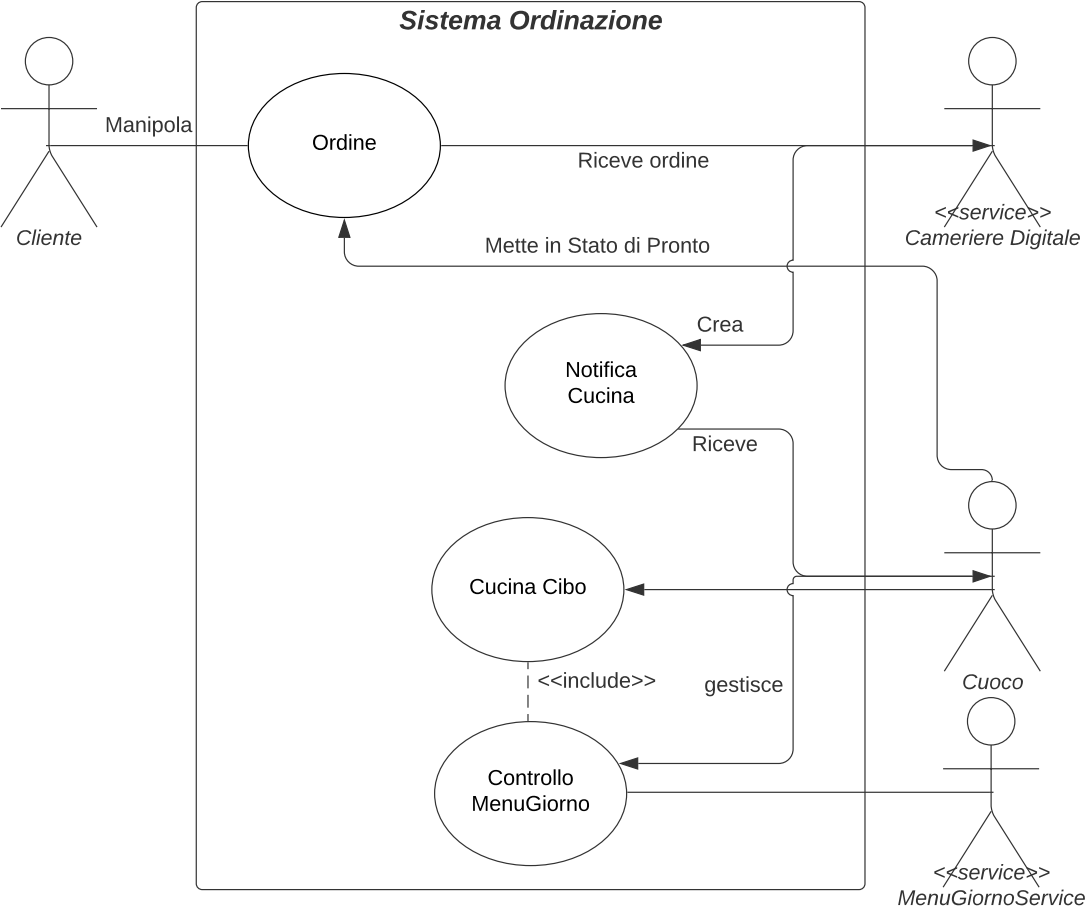 Sistema Ordinazione
Manipola
Ordine
Riceve ordine
<<service>>
Cameriere Digitale
Cliente
Mette in Stato di Pronto
Crea
Notifica
Cucina
Riceve
Cucina Cibo
<<include>>
gestisce
Cuoco
Controllo
MenuGiorno
<<service>>
MenuGiornoService